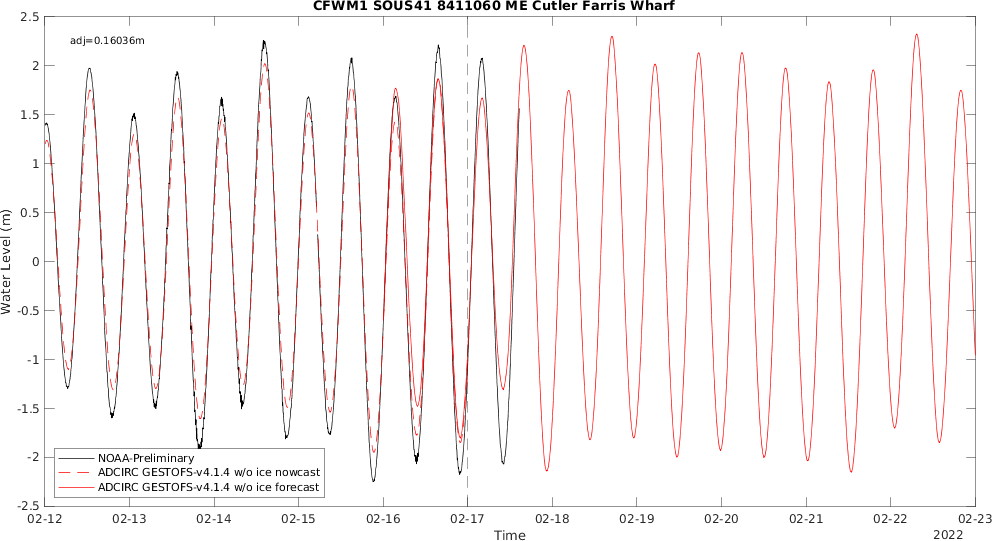 CFWM1 SOUS41 8411060 ME Cutler Farris Wharf
adj=0.16036m
2.5
2
1.5
1
0.5
0
-0.5
-1
-1.5
-2
-2.5
Water Level (m)
NOAA-Preliminary
ADCIRC GESTOFS-v4.1.4 w/o ice nowcast
ADCIRC GESTOFS-v4.1.4 w/o ice forecast
02-12 02-13 02-14 02-15 02-16 02-17 02-18 02-19 02-20 02-21 02-22 02-23
Time
2022